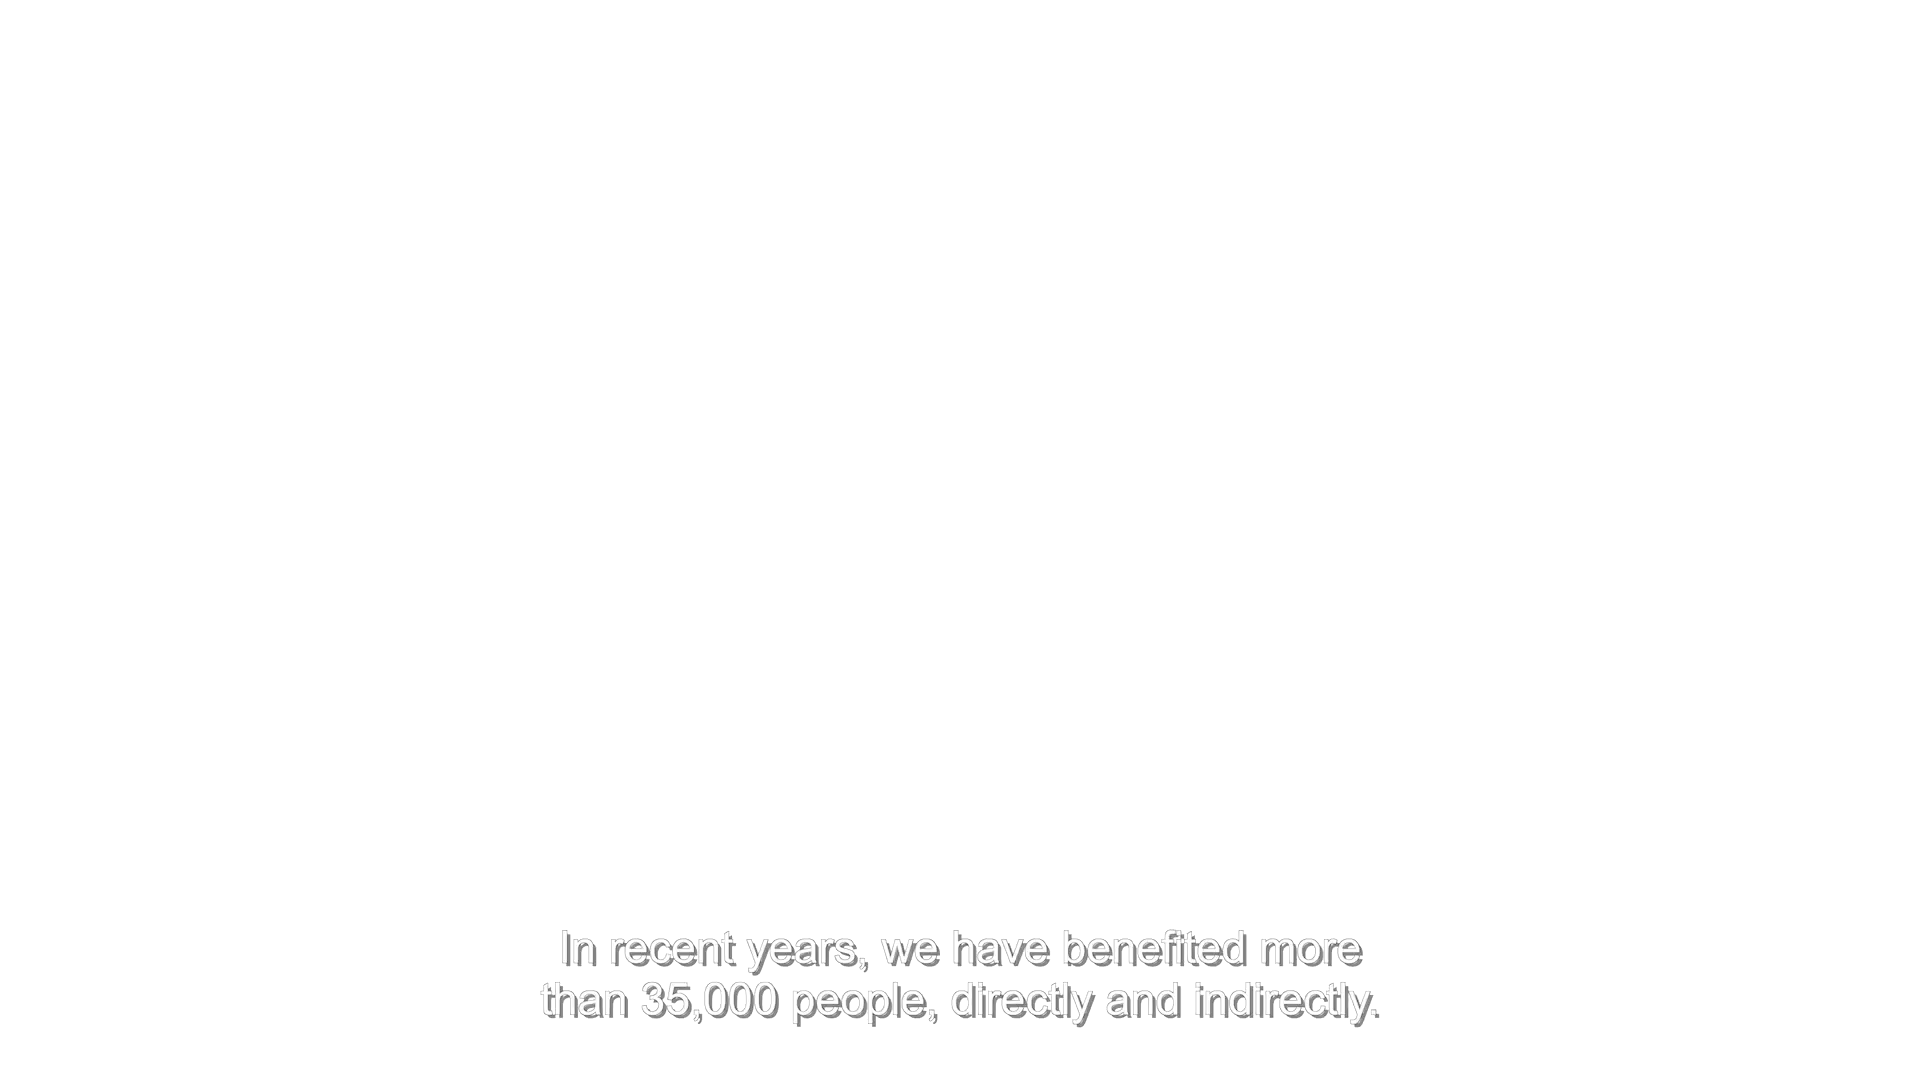 In recent years, we have benefited more
than 35,000 people, directly and indirectly.